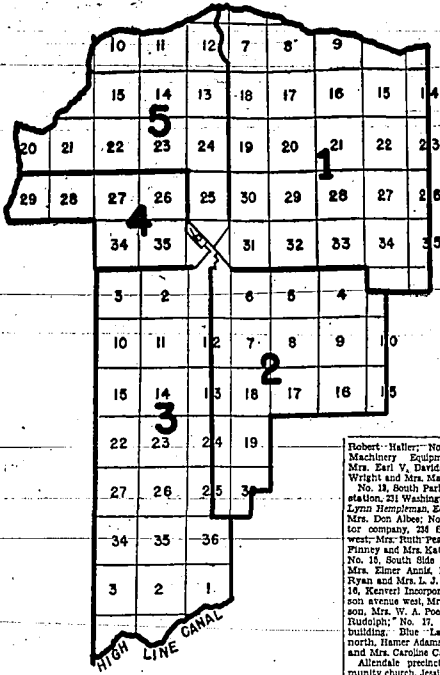 10 11 12 7 8 9
15 14 13 18 17 16 15 14
5
20 21 22 23 24 19 20 21 22 23
1
29 28 27 26 25 30 29 28 27 26
4
34 35 31 32 33 34 35
3 2 6 5 4
10 11 12 7 8 9 10
2
15 14 13 18 17 16 15
3
22 23 24 19
27 26 25 3
34 35 36
3 2 1
HIGH LINE CANAL
Robert Haller; No
Machinery Equipm
Mrs. Earl V. David
Wright and Mrs. Ma
No. 13, South Park
station, 231 Washing
Lynn Hempleman, E
Mrs. Don Albee; No
tor company, 236
west, Mrs. Ruth Pea
Finney and Mrs. Kat
No. 15, South Side
Mrs. Elmer Annis,
Ryan and Mrs. L. J.
16, Kenverl Incorpor
son avenue west, Mr
son, Mrs. W. A. Poe
Rudolph; No. 17,
building, Blue La
north, Hamer Adams
and Mrs. Caroline C.
Allendale precinc
munity church, Jessi